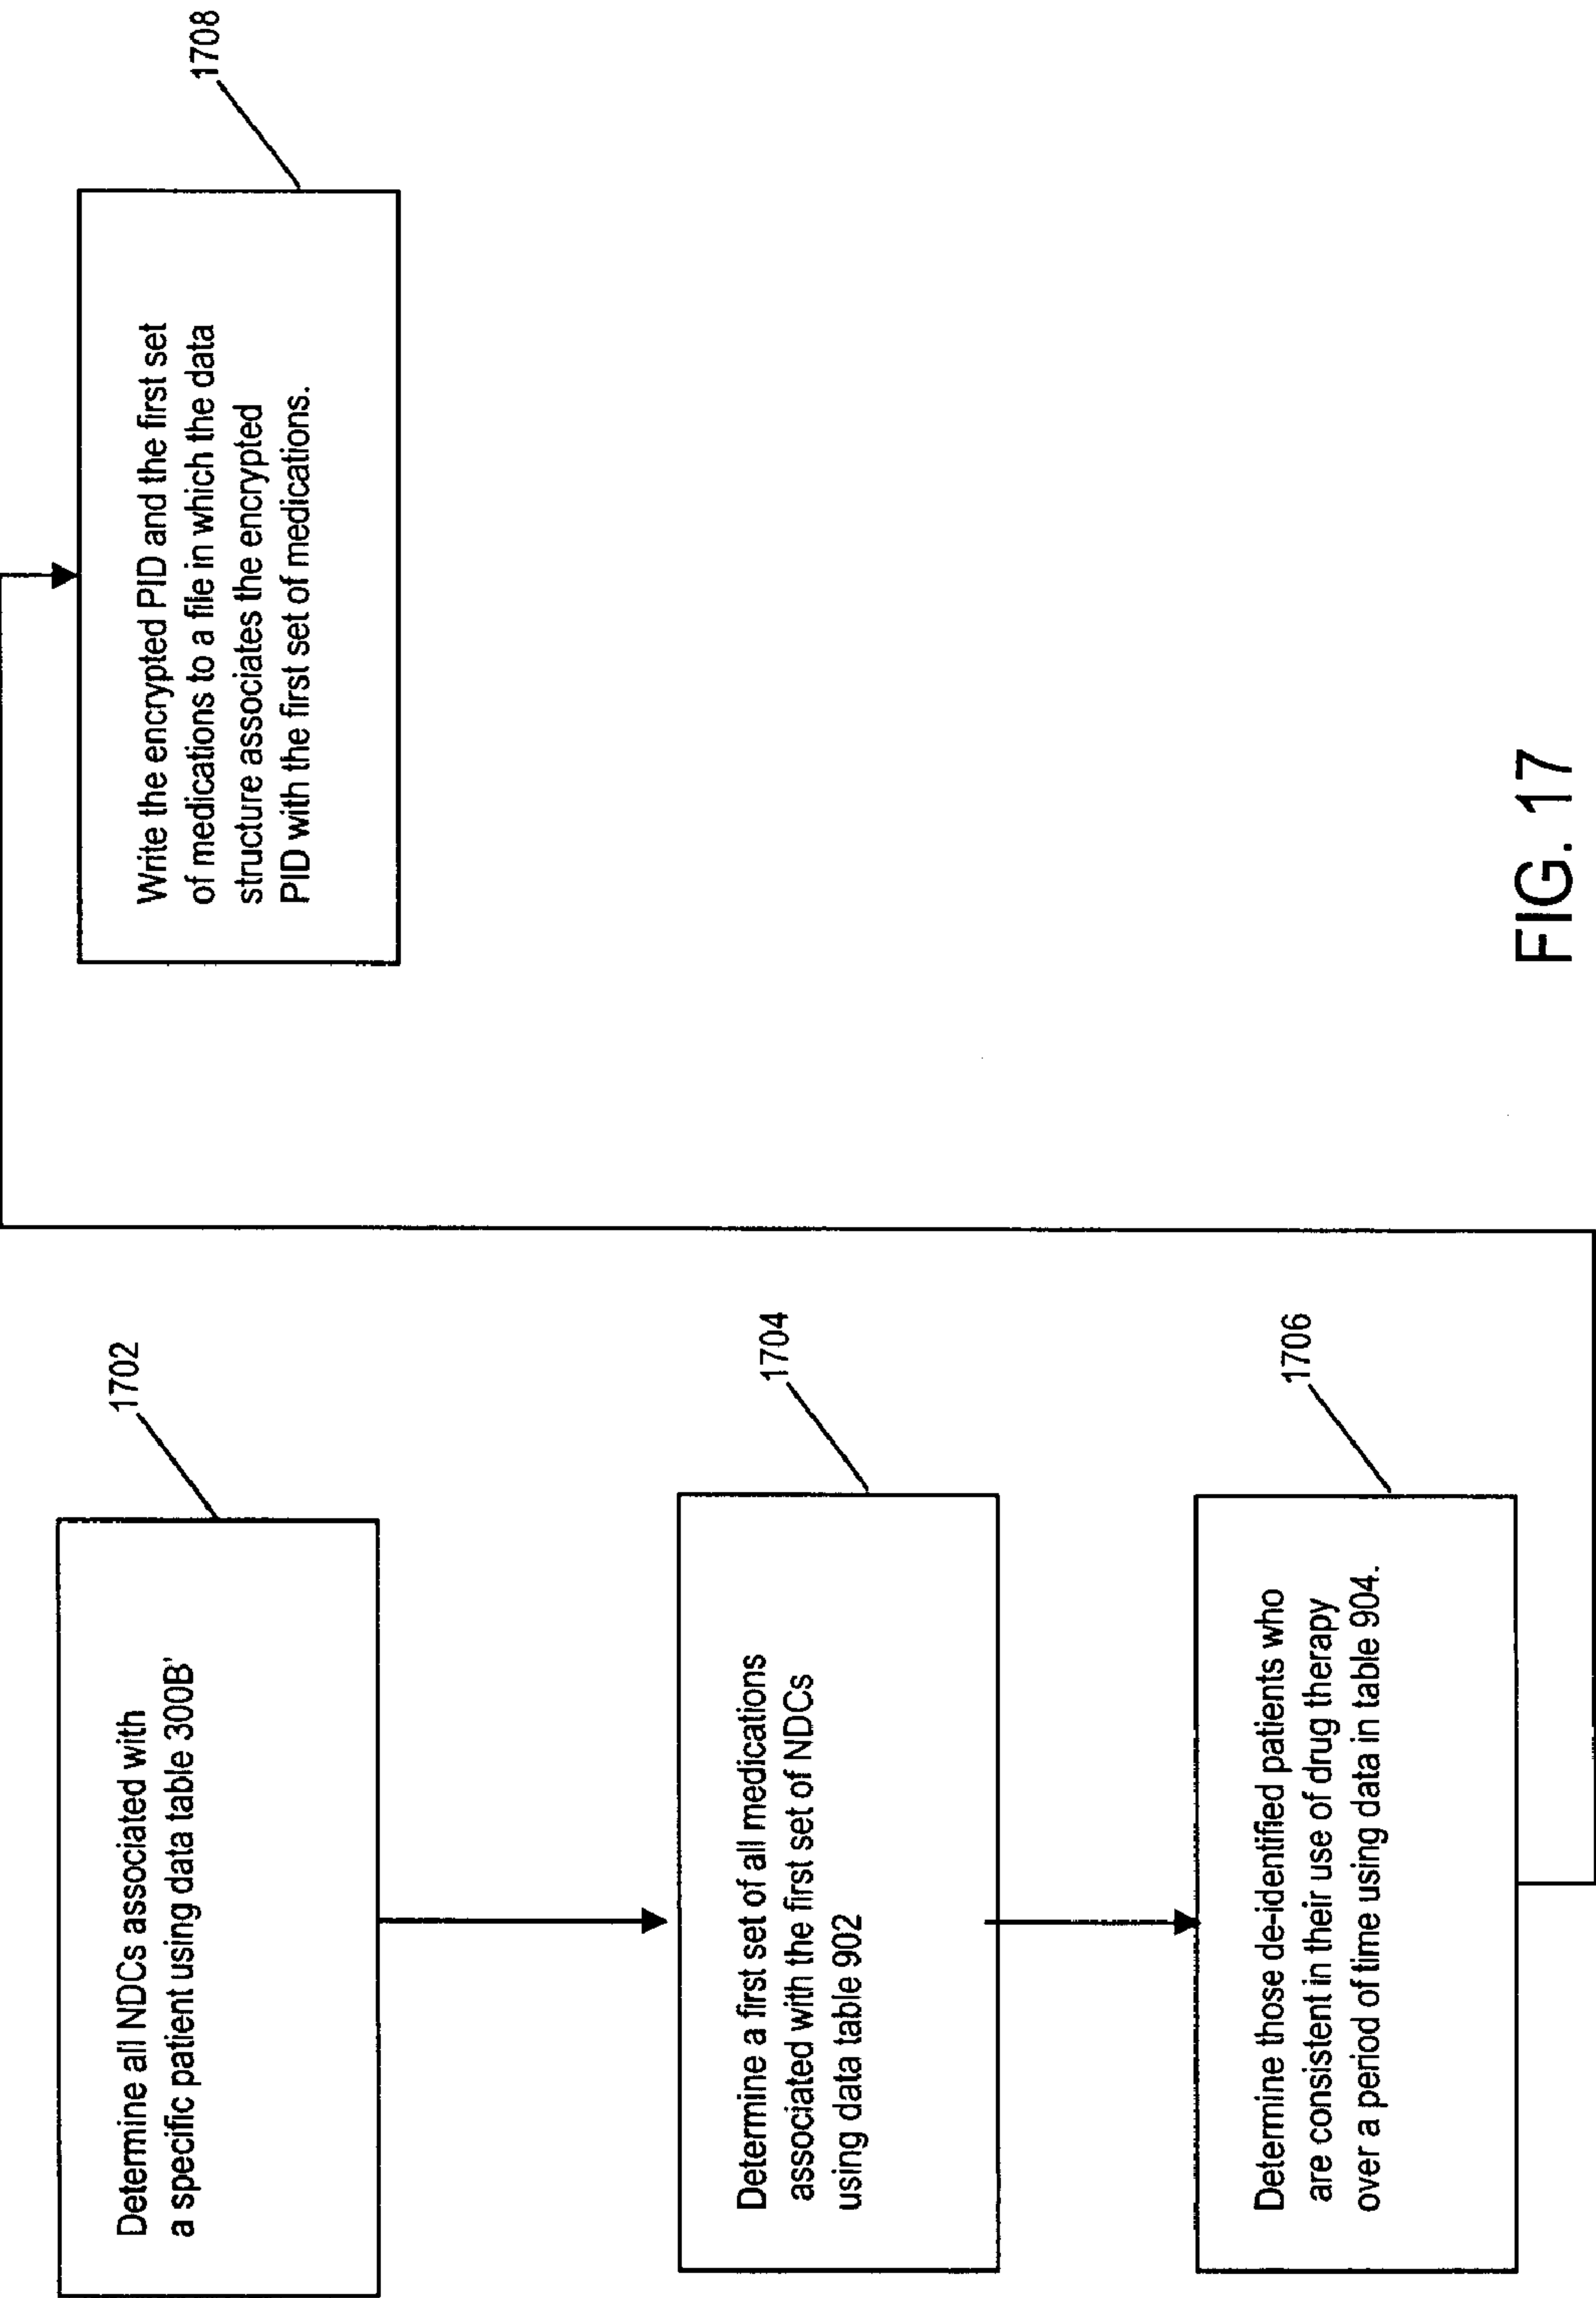 1702
Determine all NDCs associated with
a specific patient using data table 300B'
1704
Determine a first set of all medications
associated with the first set of NDCs
using data table 902
1706
Determine those de-identified patients who
are consistent in their use of drug therapy
over a period of time using data in table 904.
1708
Write the encrypted PID and the first set
of medications to a file in which the data
structure associates the encrypted
PID with the first set of medications.
FIG. 17